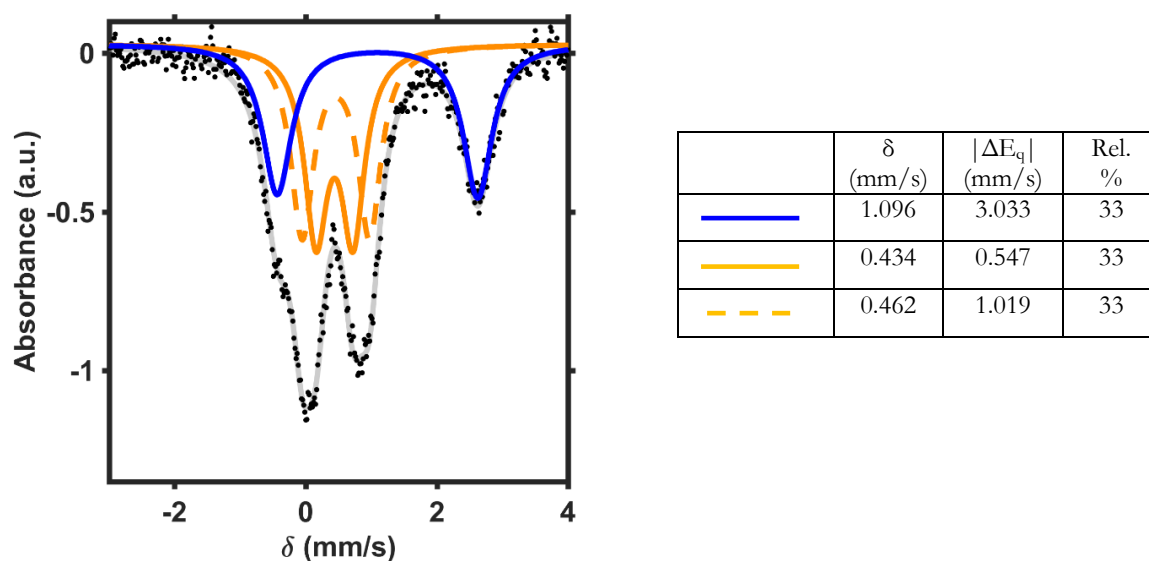 0
-0.5
-1
Absorbance (a.u.)
-2 0 2 4
δ (mm/s)
δ (mm/s) |ΔEq| (mm/s) Rel. %
1.096 3.033 33
0.434 0.547 33
0.462 1.019 33